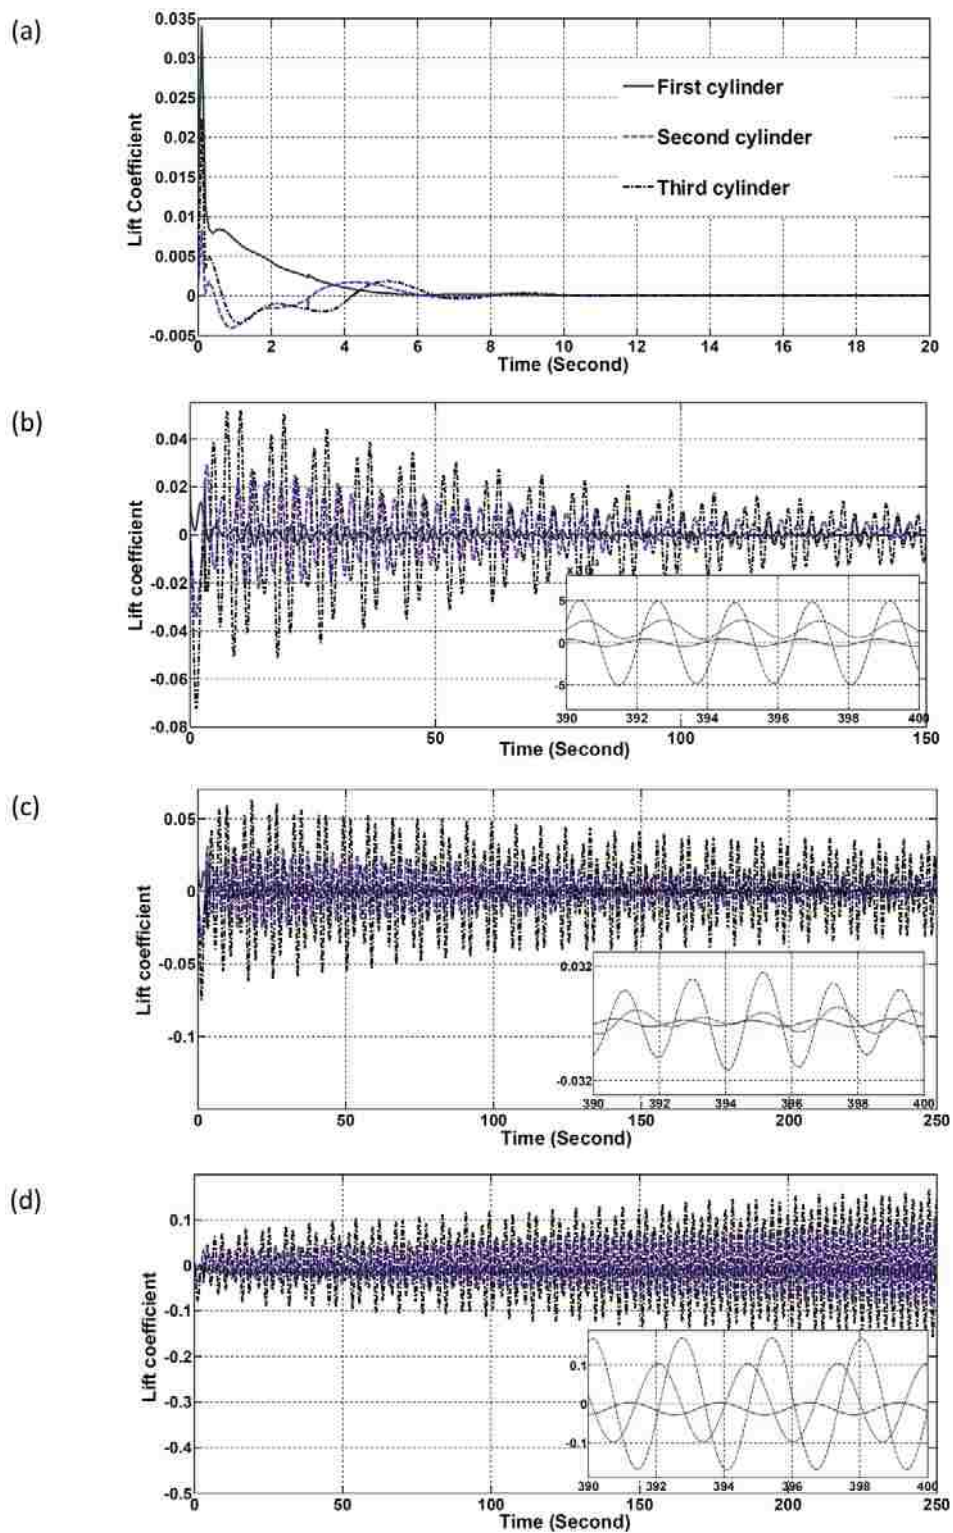 (a)
0.035
0.03
0.025
0.02
0.015
0.01
0.005
0
-0.005
Lift Coefficient
First cylinder
Second cylinder
Third cylinder
0 2 4 6 8 10 12 14 16 18 20
Time (Second)
(b)
0.04
0.02
0
-0.02
-0.04
-0.06
-0.08
Lift coefficient
5
0
-5
390 392 394 396 398 400
0 50 100 150
Time (Second)
(c)
0.05
0
-0.05
-0.1
Lift coefficient
0.032
-0.032
390 392 394 396 398 400
0 50 100 150 200 250
Time (Second)
(d)
0.1
0
-0.1
-0.2
-0.3
-0.4
-0.5
Lift coefficient
0.1
0
-0.1
390 392 394 396 398 400
0 50 100 150 200 250
Time (Second)